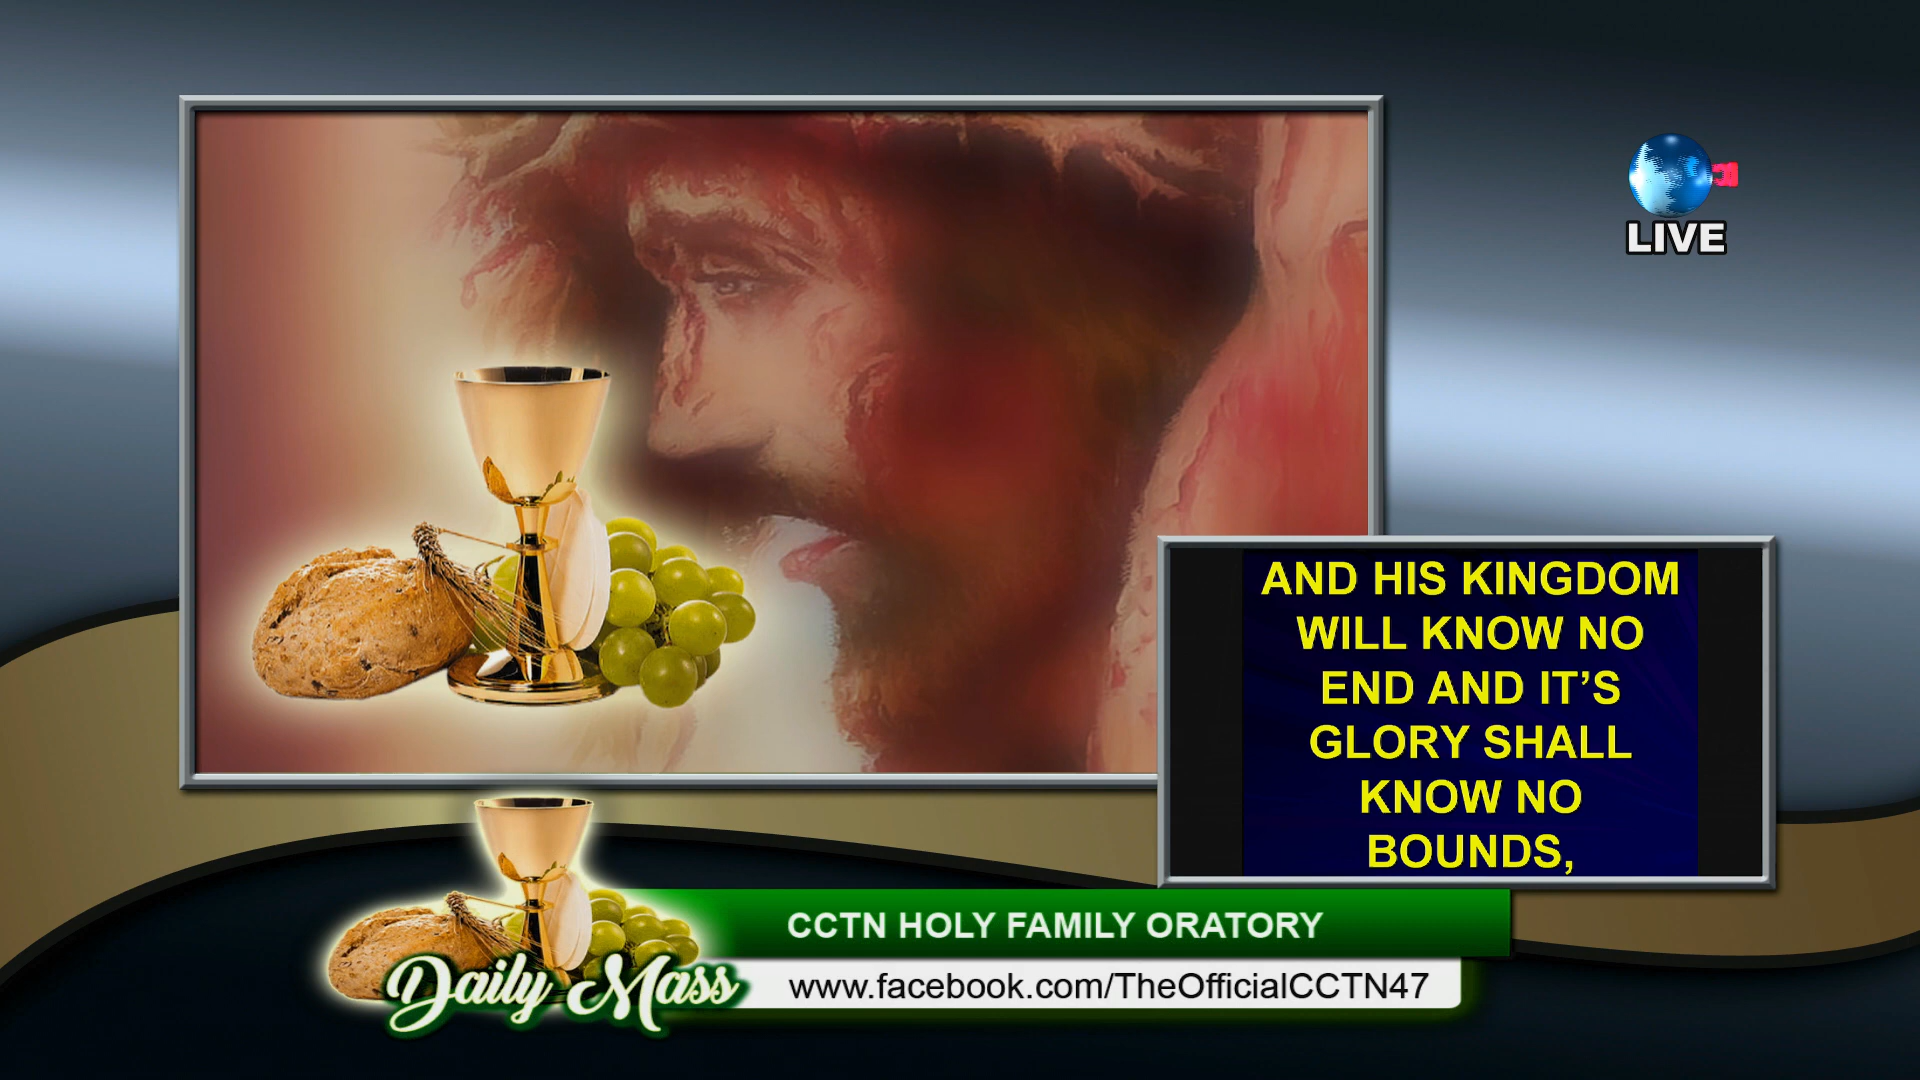 LIVE
AND HIS KINGDOM
WILL KNOW NO
END AND IT’S
GLORY SHALL
KNOW NO
BOUNDS,
CCTN HOLY FAMILY ORATORY
Daily Mass
www.facebook.com/TheOfficialCCTN47